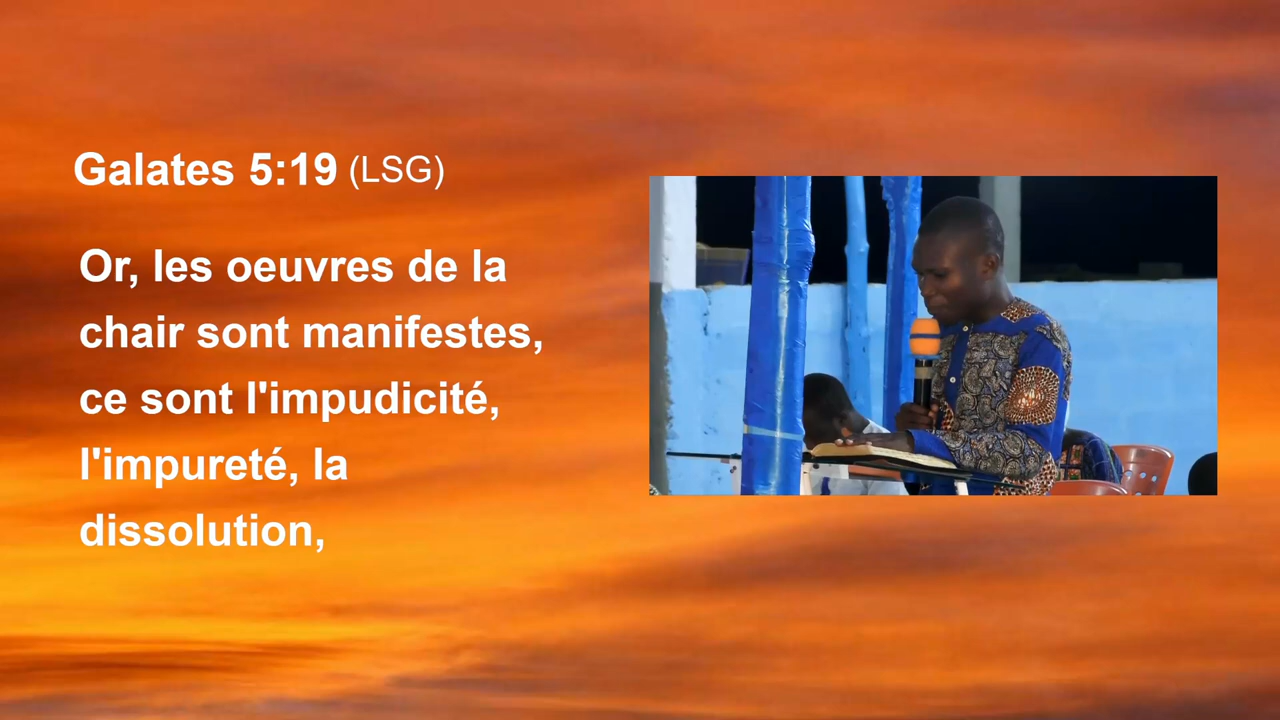 Galates 5:19 (LSG)
Or, les oeuvres de la
chair sont manifestes,
ce sont l'impudicité,
l'impureté, la
dissolution,